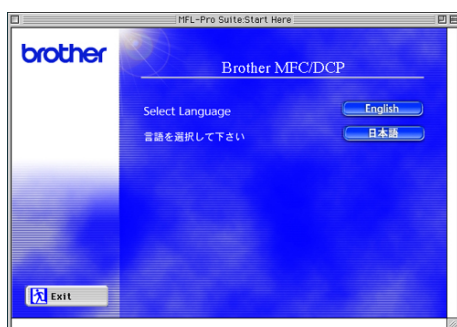 MFL-Pro Suite:Start Here
brother
Brother MFC/DCP
Select Language
English
言語を選択して下さい
日本語
Exit